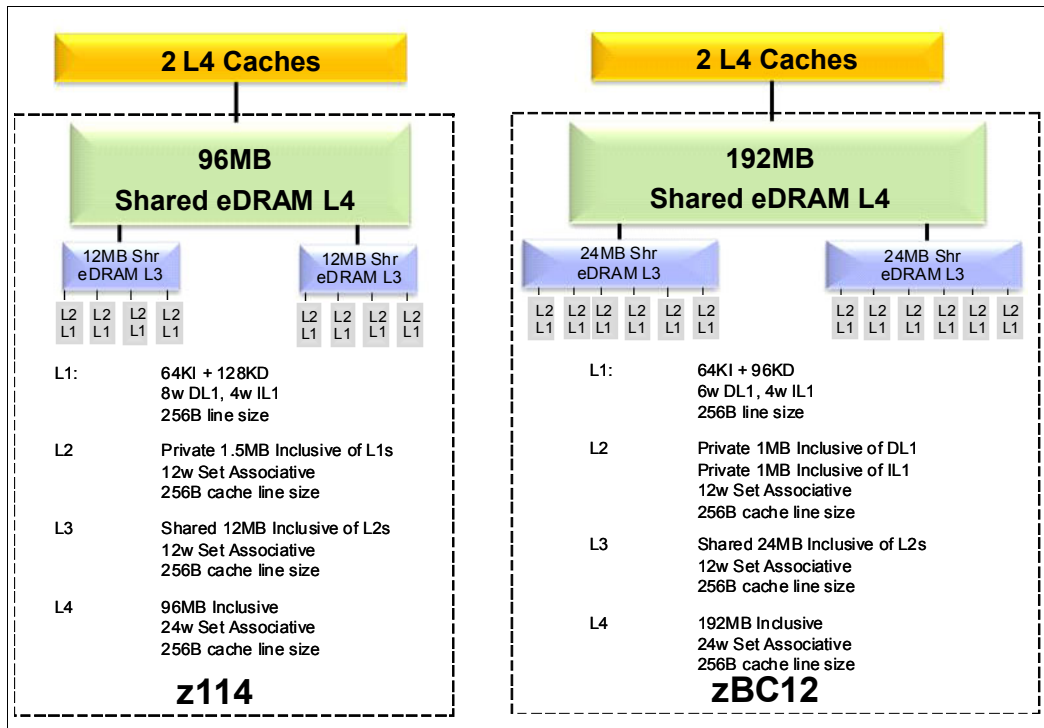 2 L4 Caches
96MB
Shared eDRAM L4
12MB Shr
eDRAM L3
12MB Shr
eDRAM L3
L2 L2 L2 L2
L1 L1 L1 L1
L2 L2 L2 L2
L1 L1 L1 L1
L1: 64KI + 128KD
8w DL1, 4w IL1
256B line size
L2 Private 1.5MB Inclusive of L1s
12w Set Associative
256B cache line size
L3 Shared 12MB Inclusive of L2s
12w Set Associative
256B cache line size
L4 96MB Inclusive
24w Set Associative
256B cache line size
z114
2 L4 Caches
192MB
Shared eDRAM L4
24MB Shr
eDRAM L3
24MB Shr
eDRAM L3
L2 L2 L2 L2 L2 L2
L1 L1 L1 L1 L1 L1
L2 L2 L2 L2 L2 L2
L1 L1 L1 L1 L1 L1
L1: 64KI + 96KD
6w DL1, 4w IL1
256B line size
L2 Private 1MB Inclusive of DL1
Private 1MB Inclusive of IL1
12w Set Associative
256B cache line size
L3 Shared 24MB Inclusive of L2s
12w Set Associative
256B cache line size
L4 192MB Inclusive
24w Set Associative
256B cache line size
zBC12